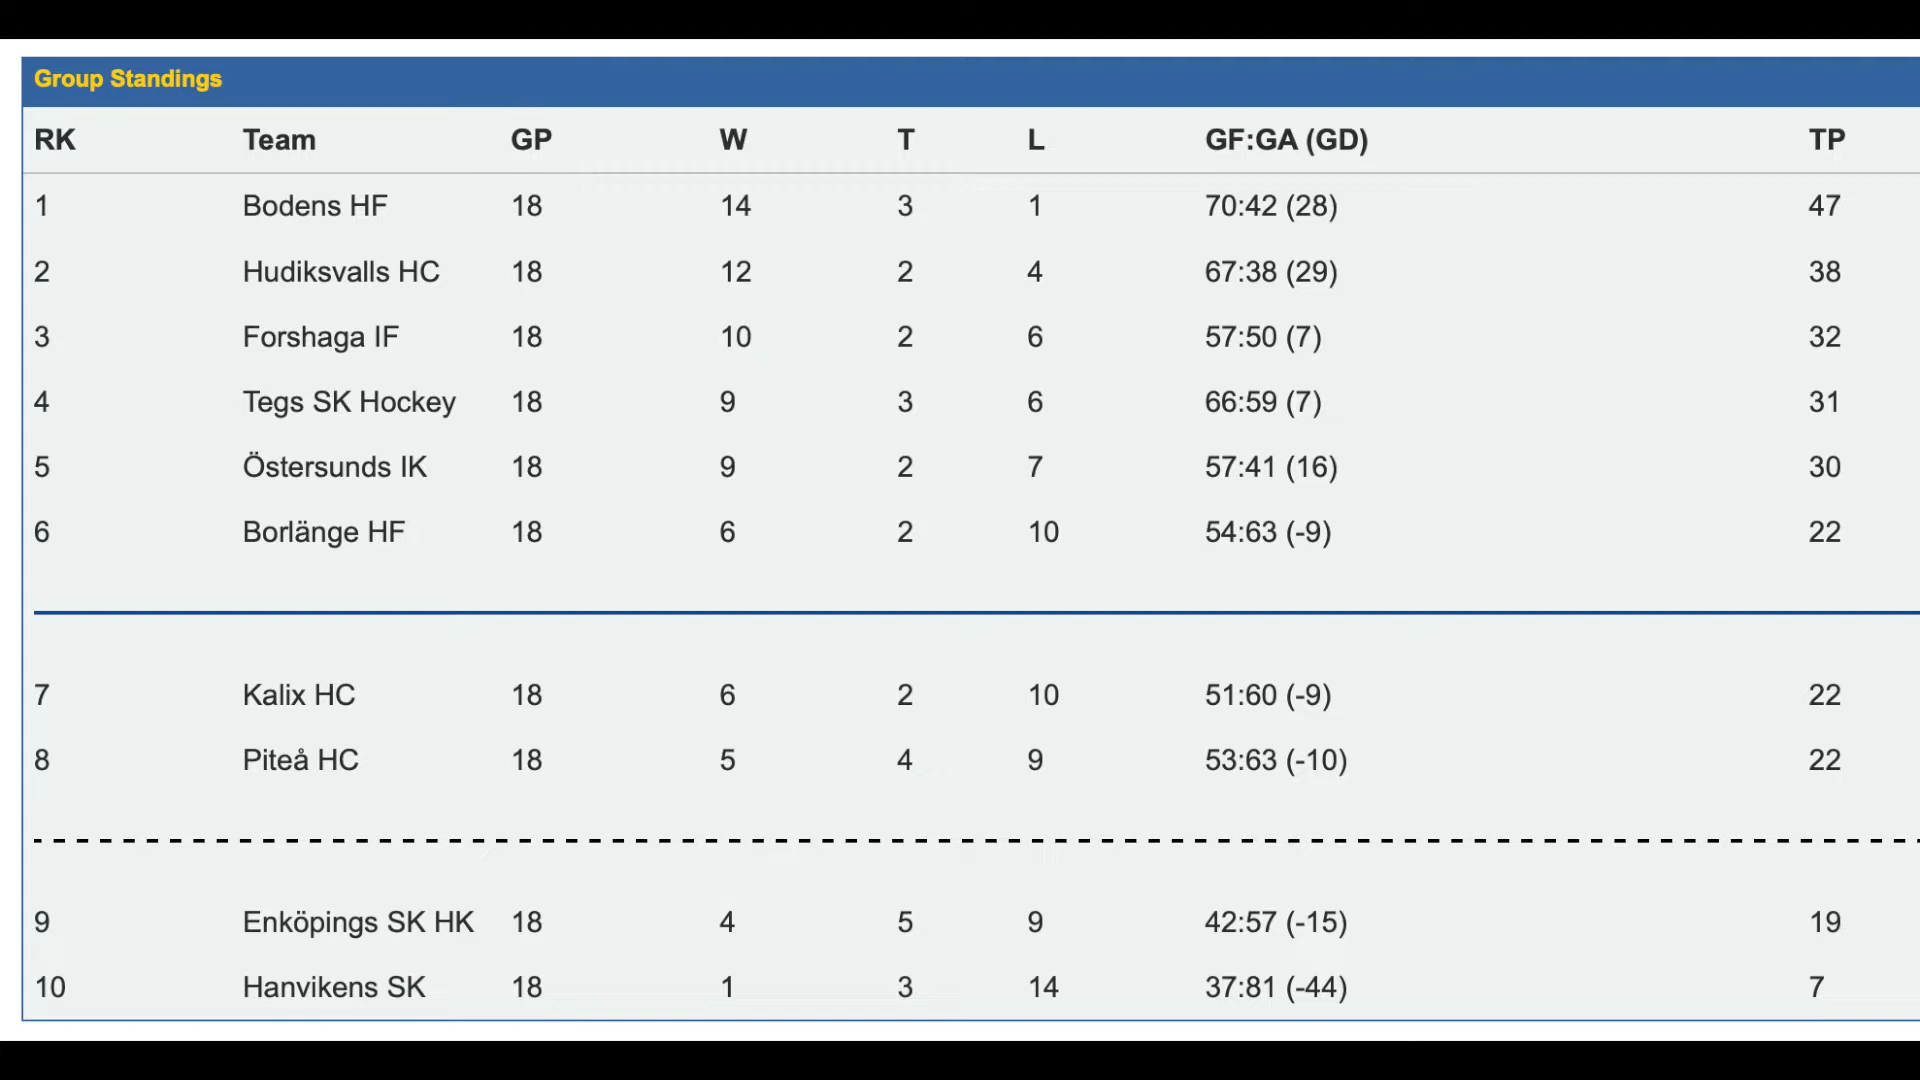 Group Standings
RK Team GP W T L GF:GA (GD) TP
1 Bodens HF 18 14 3 1 70:42 (28) 47
2 Hudiksvalls HC 18 12 2 4 67:38 (29) 38
3 Forshaga IF 18 10 2 6 57:50 (7) 32
4 Tegs SK Hockey 18 9 3 6 66:59 (7) 31
5 Östersunds IK 18 9 2 7 57:41 (16) 30
6 Borlänge HF 18 6 2 10 54:63 (-9) 22
7 Kalix HC 18 6 2 10 51:60 (-9) 22
8 Piteå HC 18 5 4 9 53:63 (-10) 22
9 Enköpings SK HK 18 4 5 9 42:57 (-15) 19
10 Hanvikens SK 18 1 3 14 37:81 (-44) 7